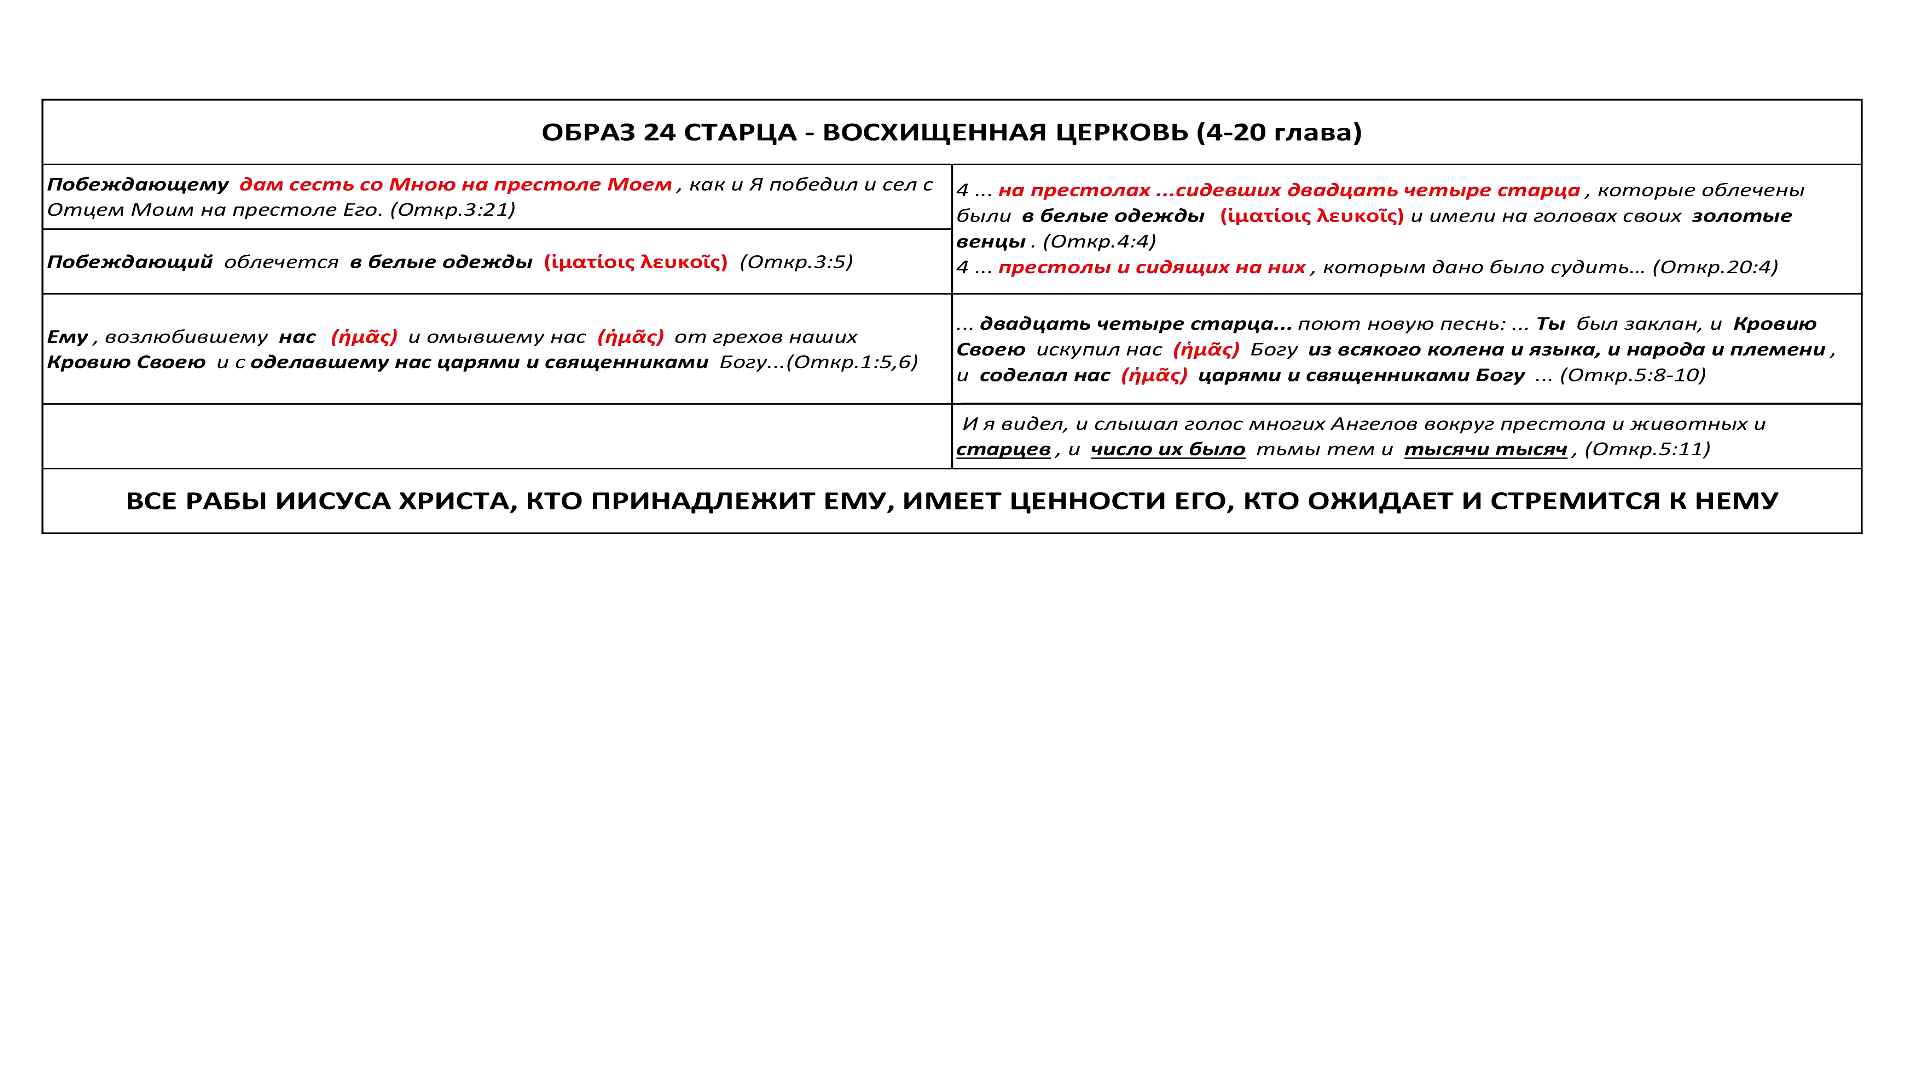 ОБРАЗ 24 СТАРЦА - ВОСХИЩЕННАЯ ЦЕРКОВЬ (4-20 глава)
Побеждающему дам сесть со Мною на престоле Моем , как и Я победил и сел с
Отцем Моим на престоле Его. (Откр.3:21)
4 ... на престолах ...сидевших двадцать четыре старца , которые облечены
были в белые одежды (ἱματίοις λευκοῖς) и имели на головах своих золотые
венцы . (Откр.4:4)
4 ... престолы и сидящих на них , которым дано было судить... (Откр.20:4)
Побеждающий облечется в белые одежды (ἱματίοις λευκοῖς) (Откр.3:5)
Ему , возлюбившему нас (ἡμᾶς) и омывшему нас (ἡμᾶς) от грехов наших
Кровию Своею и с оделавшему нас царями и священниками Богу...(Откр.1:5,6)
... двадцать четыре старца... поют новую песнь: ... Ты был заклан, и Кровию
Своею искупил нас (ἡμᾶς) Богу из всякого колена и языка, и народа и племени ,
и соделал нас (ἡμᾶς) царями и священниками Богу ... (Откр.5:8-10)
И я видел, и слышал голос многих Ангелов вокруг престола и животных и
старцев , и число их было тьмы тем и тысячи тысяч , (Откр.5:11)
ВСЕ РАБЫ ИИСУСА ХРИСТА, КТО ПРИНАДЛЕЖИТ ЕМУ, ИМЕЕТ ЦЕННОСТИ ЕГО, КТО ОЖИДАЕТ И СТРЕМИТСЯ К НЕМУ